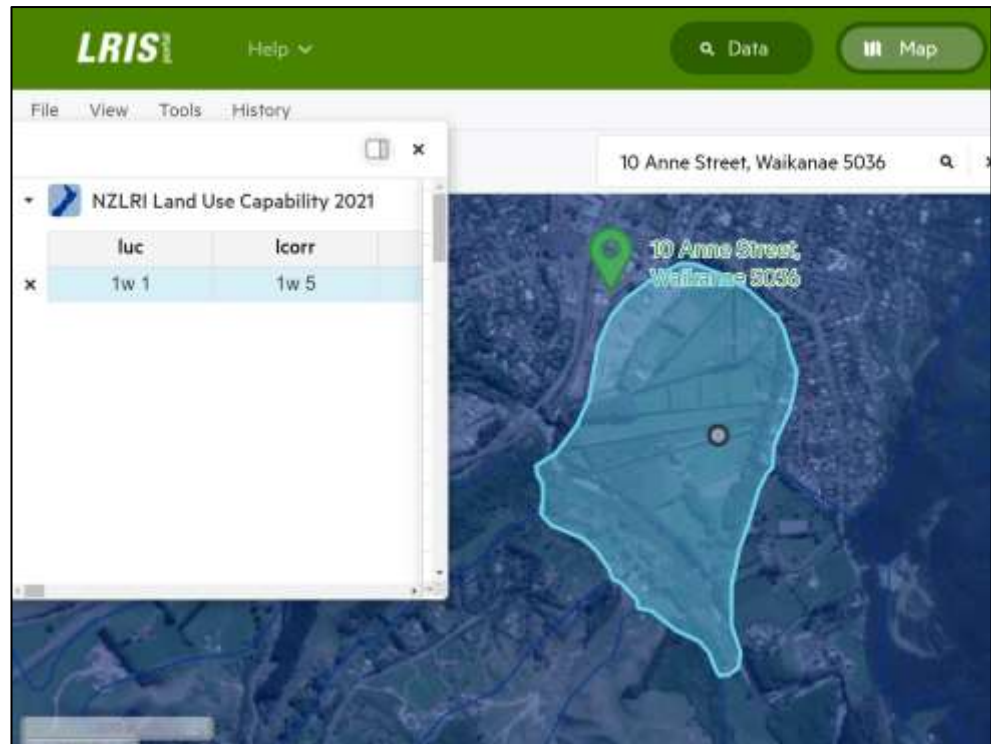 LRIS portal Help Data Map
File View Tools History
10 Anne Street, Waikanae 5036
NZLRI Land Use Capability 2021
luc lcorr
1w 1 1w 5
10 Anne Street,
Waikanae 5036